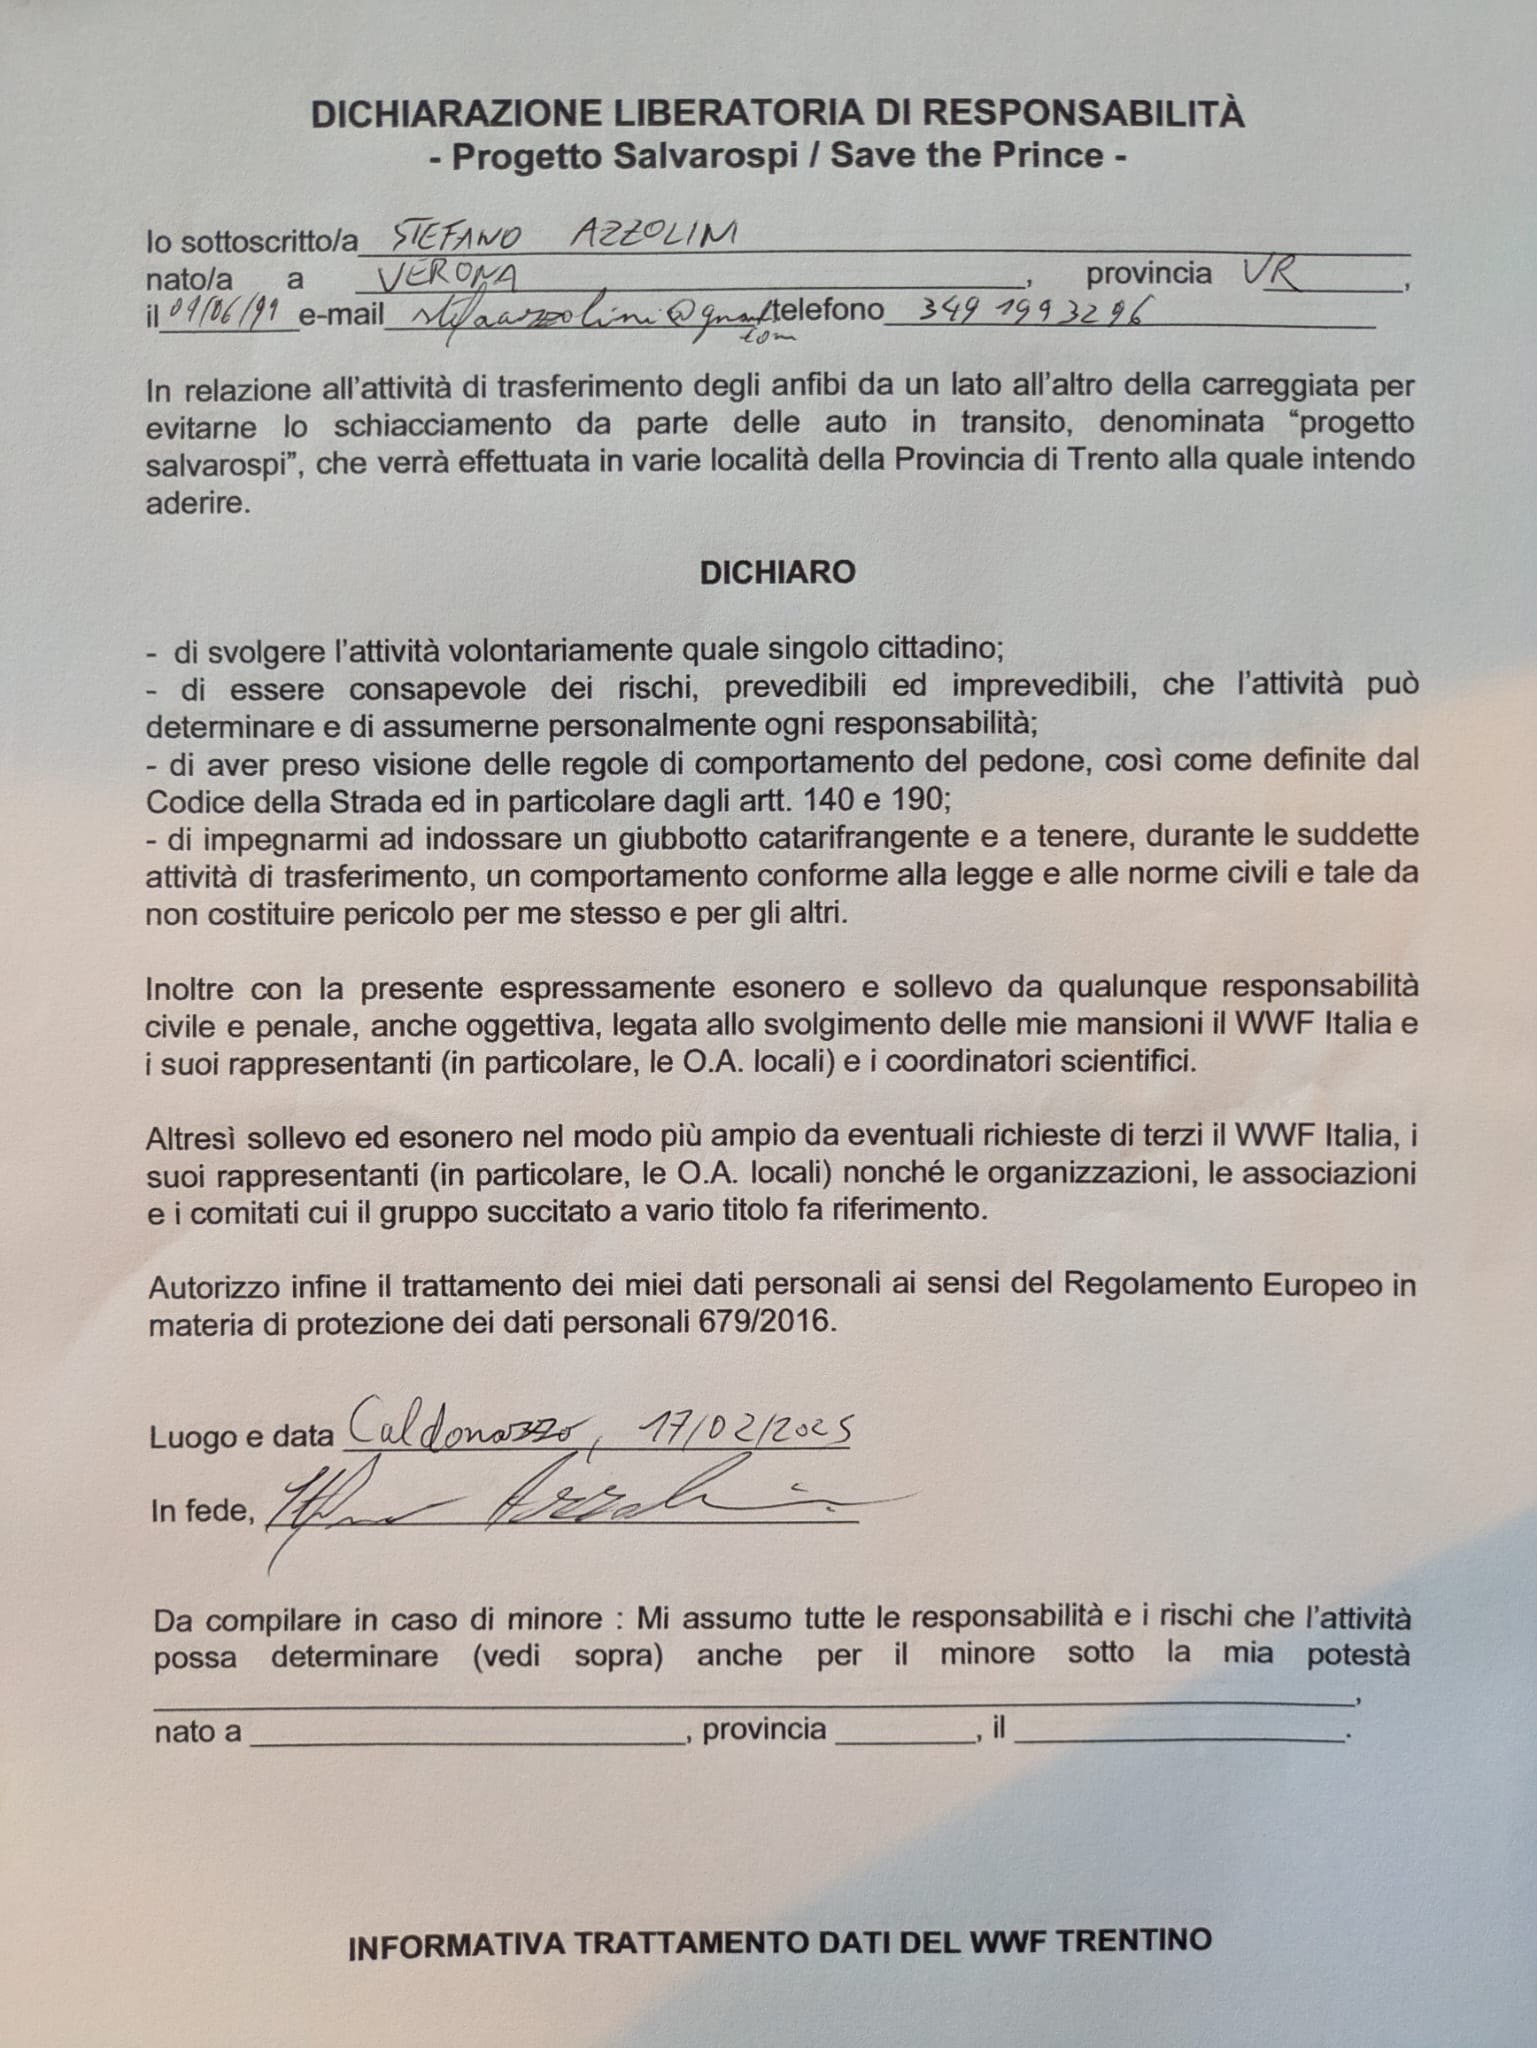 DICHIARAZIONE LIBERATORIA DI RESPONSABILITÀ
- Progetto Salvarospi / Save the Prince -
Io sottoscritto/a STEFANO AZZOLINI
nato/a a VERONA, provincia VR,
il 09/06/99 e-mail telefono 349 1993296
com
In relazione all'attività di trasferimento degli anfibi da un lato all'altro della carreggiata per
evitarne lo schiacciamento da parte delle auto in transito, denominata “progetto
salvarospi”, che verrà effettuata in varie località della Provincia di Trento alla quale intendo
aderire.
DICHIARO
- di svolgere l'attività volontariamente quale singolo cittadino;
- di essere consapevole dei rischi, prevedibili ed imprevedibili, che l'attività può
determinare e di assumerne personalmente ogni responsabilità;
- di aver preso visione delle regole di comportamento del pedone, così come definite dal
Codice della Strada ed in particolare dagli artt. 140 e 190;
- di impegnarmi ad indossare un giubbotto catarifrangente e a tenere, durante le suddette
attività di trasferimento, un comportamento conforme alla legge e alle norme civili e tale da
non costituire pericolo per me stesso e per gli altri.
Inoltre con la presente espressamente esonero e sollevo da qualunque responsabilità
civile e penale, anche oggettiva, legata allo svolgimento delle mie mansioni il WWF Italia e
i suoi rappresentanti (in particolare, le O.A. locali) e i coordinatori scientifici.
Altresì sollevo ed esonero nel modo più ampio da eventuali richieste di terzi il WWF Italia, i
suoi rappresentanti (in particolare, le O.A. locali) nonché le organizzazioni, le associazioni
e i comitati cui il gruppo succitato a vario titolo fa riferimento.
Autorizzo infine il trattamento dei miei dati personali ai sensi del Regolamento Europeo in
materia di protezione dei dati personali 679/2016.
Luogo e data Caldonazzo, 17/02/2025
In fede, Stefano Azzolini
Da compilare in caso di minore : Mi assumo tutte le responsabilità e i rischi che l'attività
possa determinare (vedi sopra) anche per il minore sotto la mia potestà
,
nato a , provincia , il .
INFORMATIVA TRATTAMENTO DATI DEL WWF TRENTINO